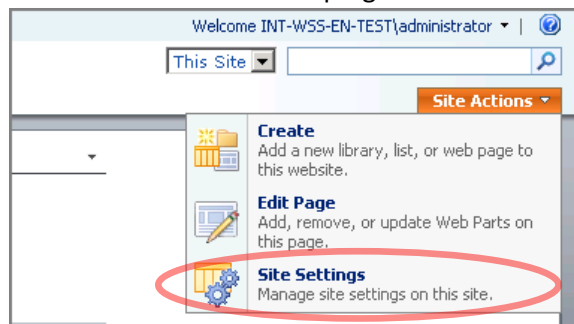 Welcome INT-WSS-EN-TEST\administrator
This Site
Site Actions
Create
Add a new library, list, or web page to
this website.
Edit Page
Add, remove, or update Web Parts on
this page.
Site Settings
Manage site settings on this site.